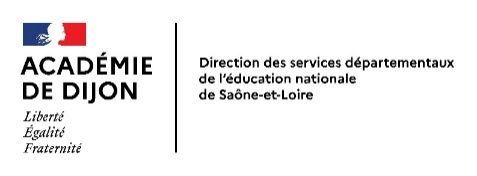 ACADÉMIE
DE DIJON
Liberté
Égalité
Fraternité
Direction des services départementaux
de l'éducation nationale
de Saône-et-Loire